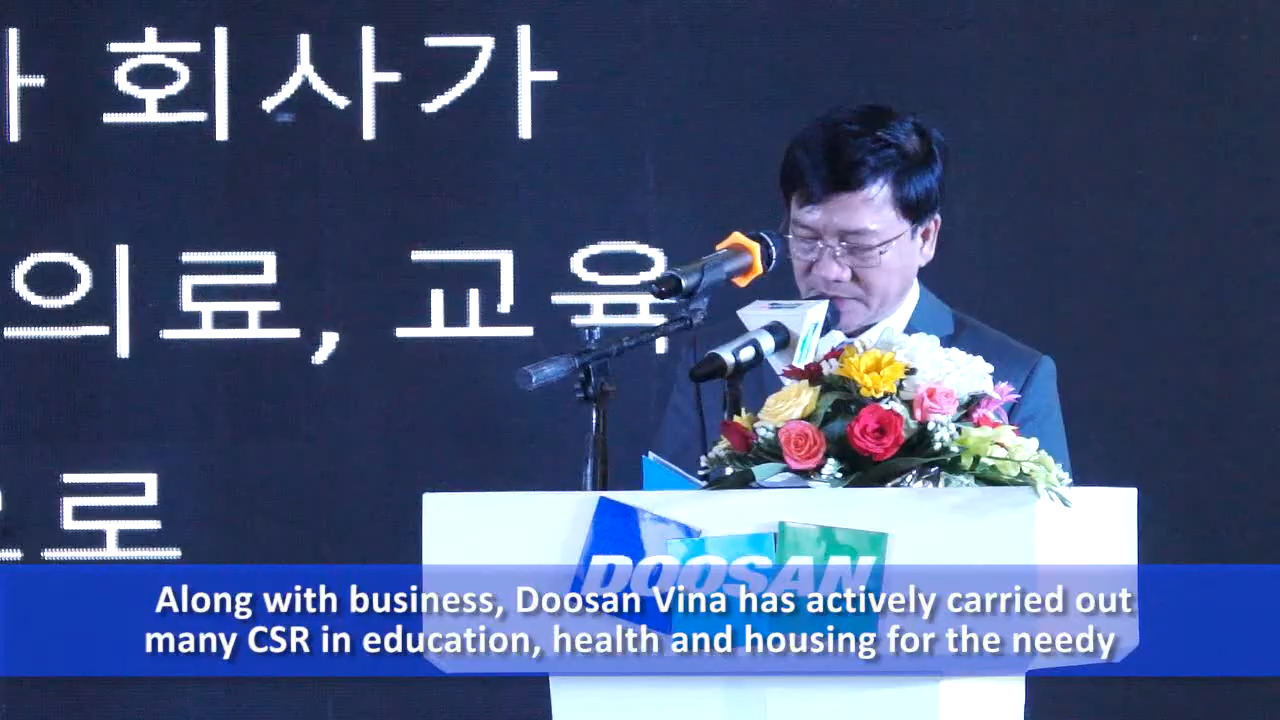 회사가
의료, 교육
로
DOOSAN
Along with business, Doosan Vina has actively carried out
many CSR in education, health and housing for the needy